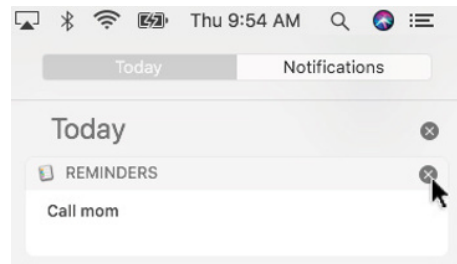 Thu 9:54 AM
Today Notifications
Today
REMINDERS
Call mom